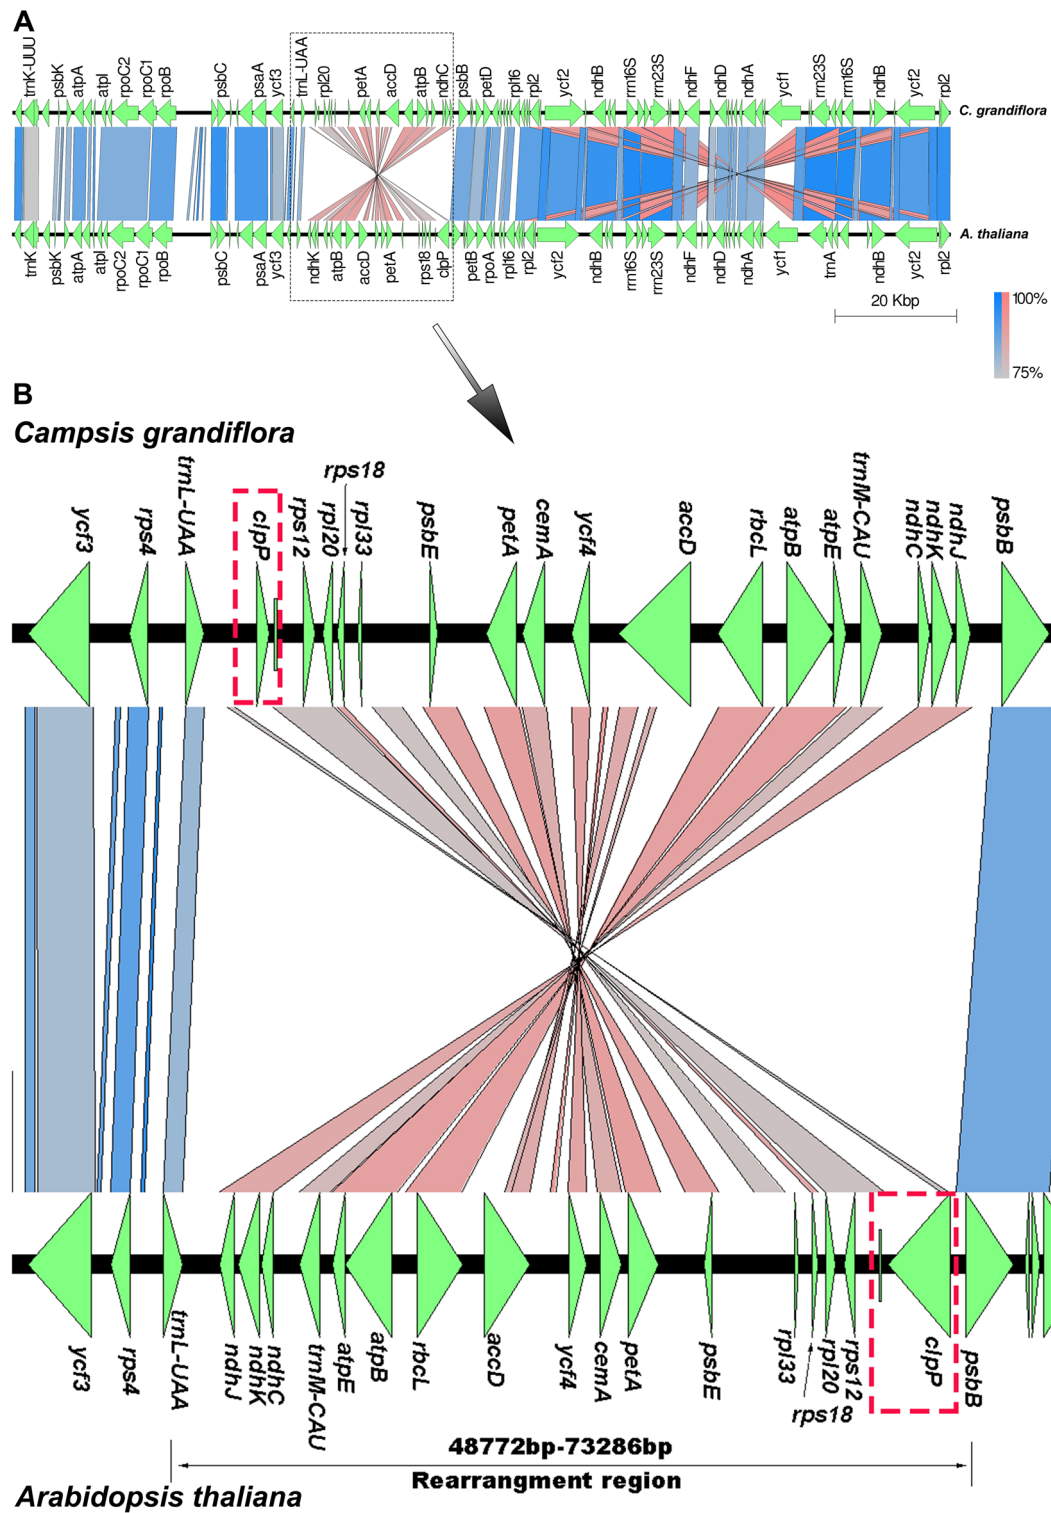 A
trnK-UUU psbK atpA atpI rpoC2 rpoC1 rpoB psbC psaA ycf3 trnL-UAA rpl20 petA accD atpB ndhC psbB petD rpl16 rpl2 ycf2 ndhB rrn16S rrn23S ndhF ndhD ndhA ycf1 rrn23S rrn16S ndhB ycf2 rpl2
C. grandiflora
A. thaliana
trnK psbK atpA atpI rpoC2 rpoC1 rpoB psbC psaA ycf3 ndhK atpB accD petA rpst8 clpP petB rpoA rpl16 rpl2 ycf2 ndhB rrn16S rrn23S ndhF ndhD ndhA ycf1 trnA rrn16S ndhB ycf2 rpl2
20 Kbp
100%
75%
B
Campsis grandiflora
ycf3 rps4 trnL-UAA clpP rps12 rpl20 rps18 rpl33 psbE petA cemA ycf4 accD rbcL atpB atpE trnM-CAU ndhC ndhK ndhJ psbB
ycf3 rps4 trnL-UAA ndhJ ndhK ndhC trnM-CAU atpE atpB rbcL accD ycf4 cemA petA psbE rpl33 rps18 rpl20 rps12 clpP psbB
48772bp-73286bp
Rearrangment region
Arabidopsis thaliana